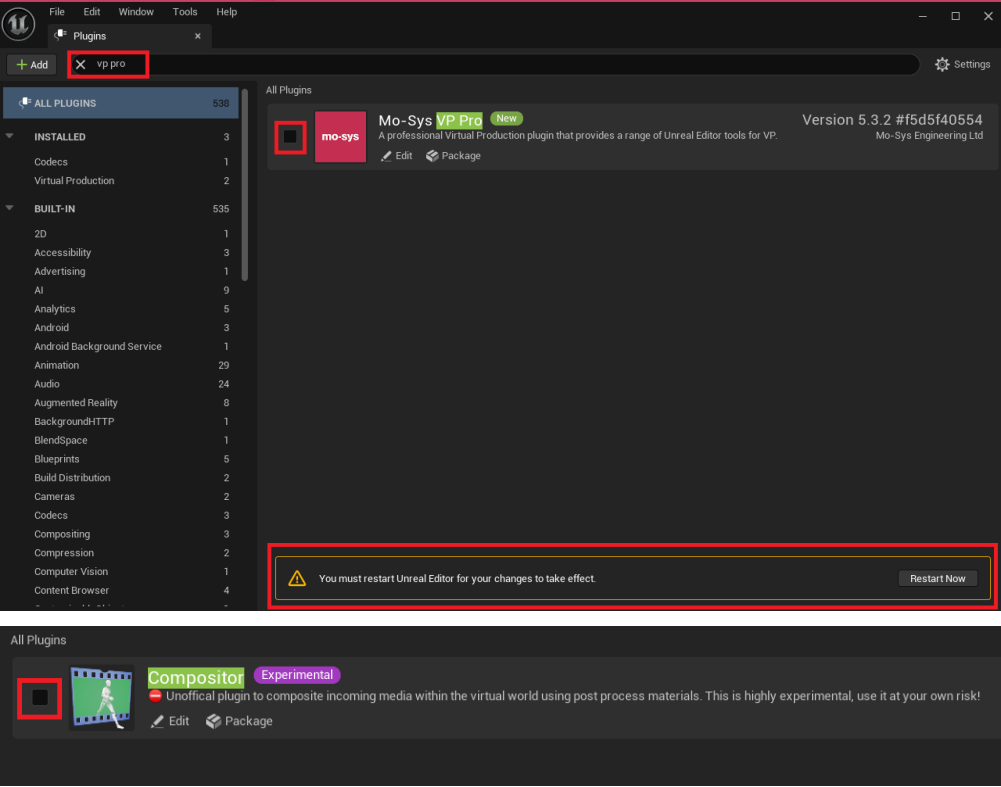 File Edit Window Tools Help
Plugins
Add
vp pro
Settings
ALL PLUGINS 538
INSTALLED 3
Codecs 1
Virtual Production 2
BUILT-IN 535
2D 1
Accessibility 3
Advertising 1
AI 9
Analytics 5
Android 3
Android Background Service 1
Animation 29
Audio 24
Augmented Reality 8
BackgroundHTTP 1
BlendSpace 1
Blueprints 5
Build Distribution 2
Cameras 2
Codecs 3
Compositing 3
Compression 2
Computer Vision 1
Content Browser 4
All Plugins
mo-sys
Mo-Sys VP Pro New
Version 5.3.2 #f5d5f40554
A professional Virtual Production plugin that provides a range of Unreal Editor tools for VP.
Mo-Sys Engineering Ltd
Edit Package
You must restart Unreal Editor for your changes to take effect.
Restart Now
All Plugins
Compositor Experimental
Unoffical plugin to composite incoming media within the virtual world using post process materials. This is highly experimental, use it at your own risk!
Edit Package